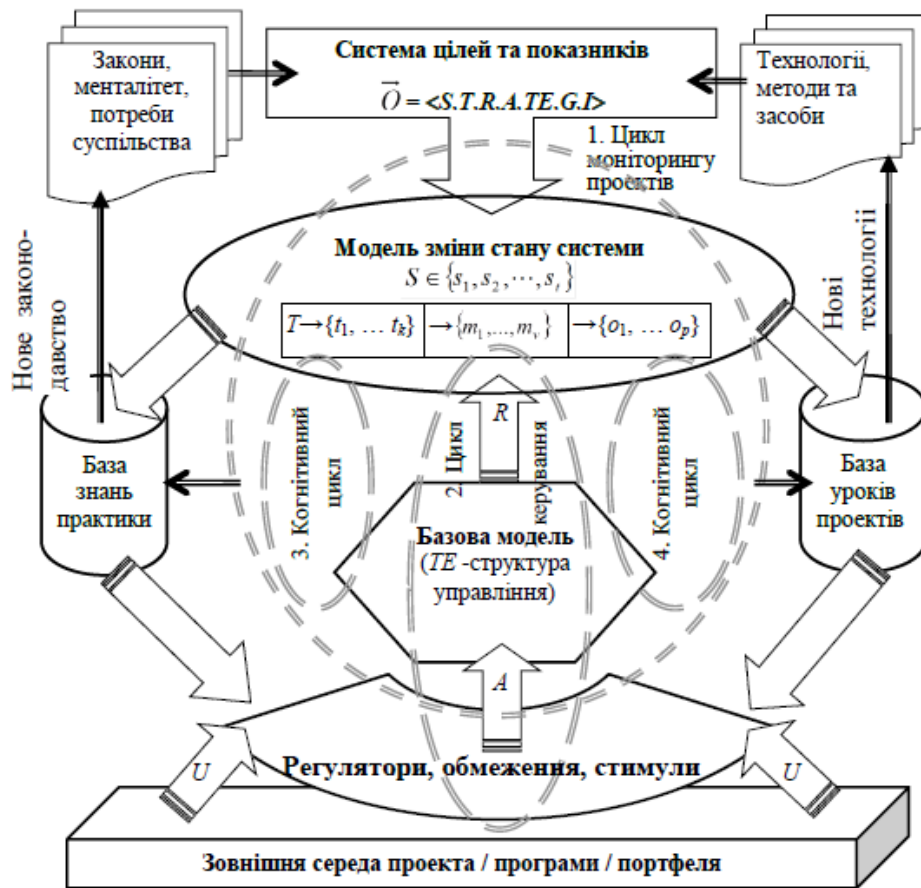 Закони,
менталітет,
потреби
суспільства
Система цілей та показників
O⃗ = <S.T.R.A.TE.G.I>
Технології,
методи та
засоби
1. Цикл
моніторингу
проектів
Модель зміни стану системи
S ∈ {s₁, s₂, ⋯, sₜ}
T→{t₁, … tₖ}
→{m₁,...,mᵥ}
→{o₁, … oₚ}
Нове законо-
давство
Нові
технології
База
знань
практики
3. Когнітивний
цикл
2. Цикл
керування
R
4. Когнітивний
цикл
База
уроків
проектів
Базова модель
(TE -структура
управління)
A
U
Регулятори, обмеження, стимули
U
Зовнішня середа проекта / програми / портфеля